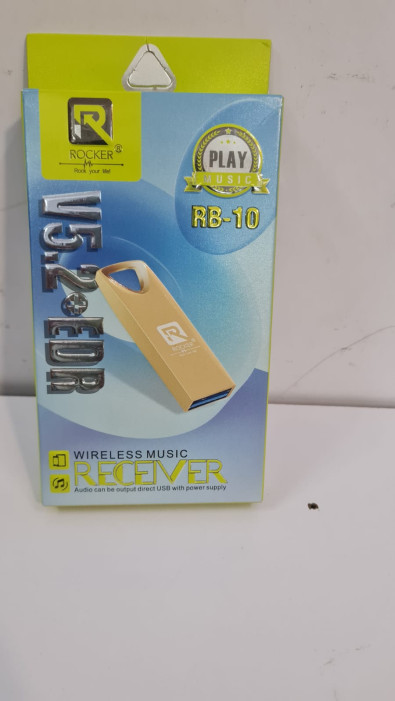 R
ROCKER®
Rock your life!
PLAY
MUSIC
RB-10
V5.2+EDR
R
ROCKER
WIRELESS MUSIC
RECEIVER
Audio can be output direct USB with power supply